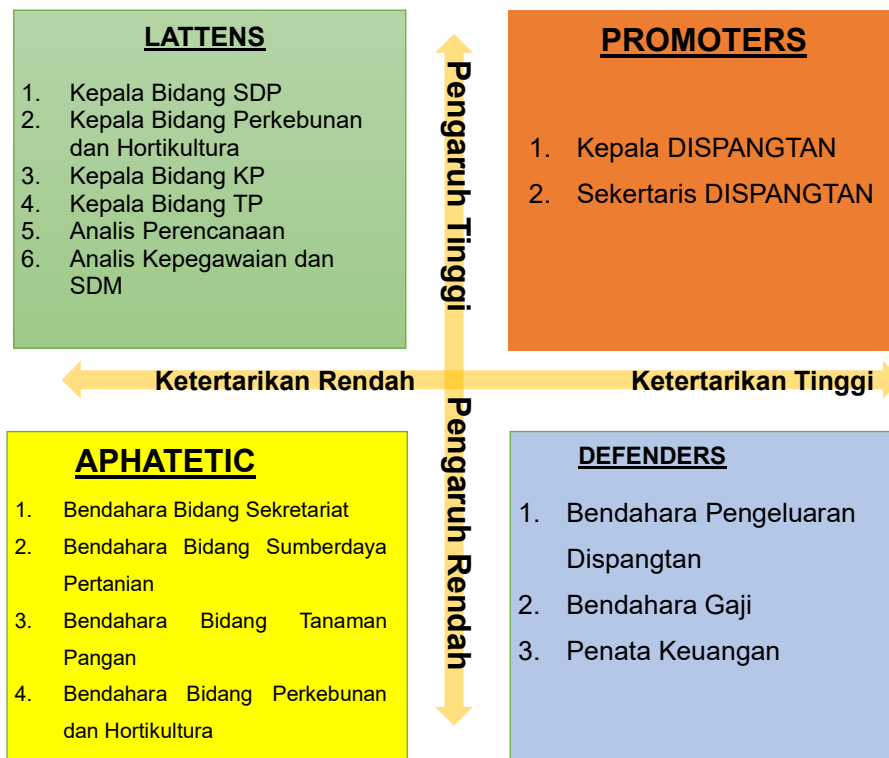 LATTENS
1. Kepala Bidang SDP
2. Kepala Bidang Perkebunan
dan Hortikultura
3. Kepala Bidang KP
4. Kepala Bidang TP
5. Analis Perencanaan
6. Analis Kepegawaian dan
SDM
Pengaruh Tinggi
PROMOTERS
1. Kepala DISPANGTAN
2. Sekertaris DISPANGTAN
Ketertarikan Rendah
Ketertarikan Tinggi
APHATETIC
1. Bendahara Bidang Sekretariat
2. Bendahara Bidang Sumberdaya
Pertanian
3. Bendahara Bidang Tanaman
Pangan
4. Bendahara Bidang Perkebunan
dan Hortikultura
Pengaruh Rendah
DEFENDERS
1. Bendahara Pengeluaran
Dispangtan
2. Bendahara Gaji
3. Penata Keuangan